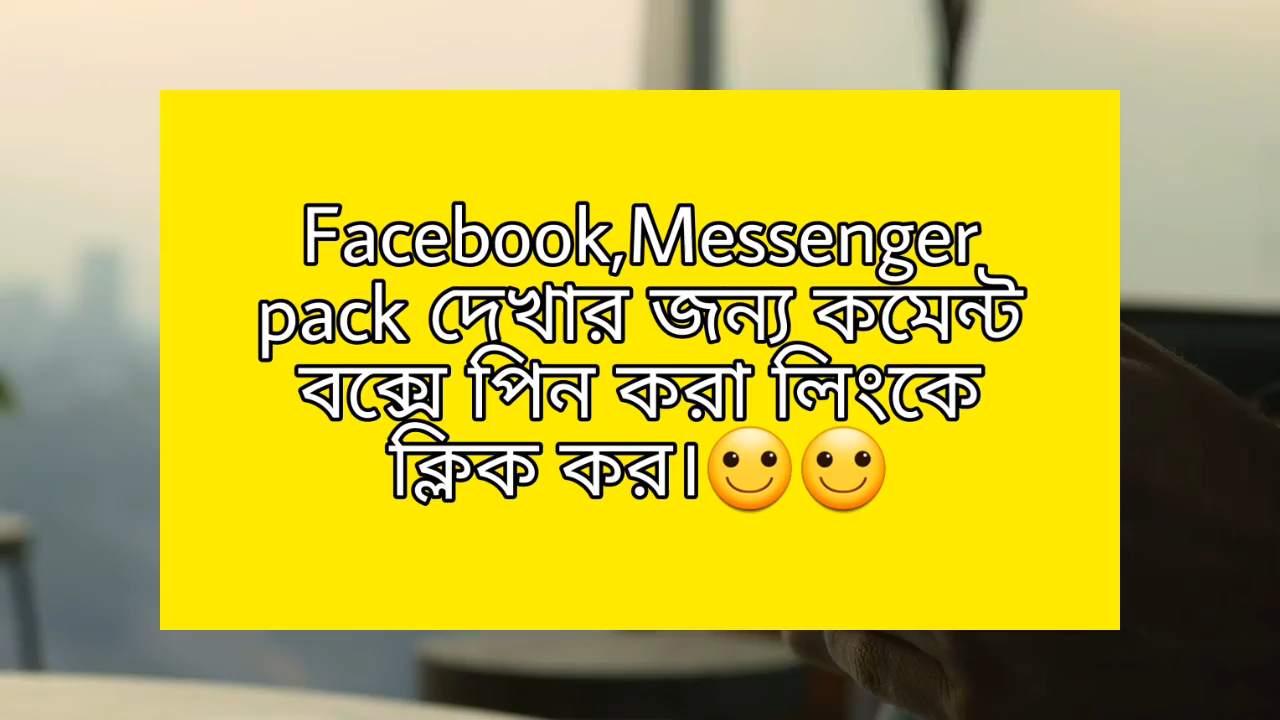 Facebook,Messenger
pack দেখার জন্য কমেন্ট
বক্সে পিন করা লিংকে
ক্লিক কর।🙂🙂